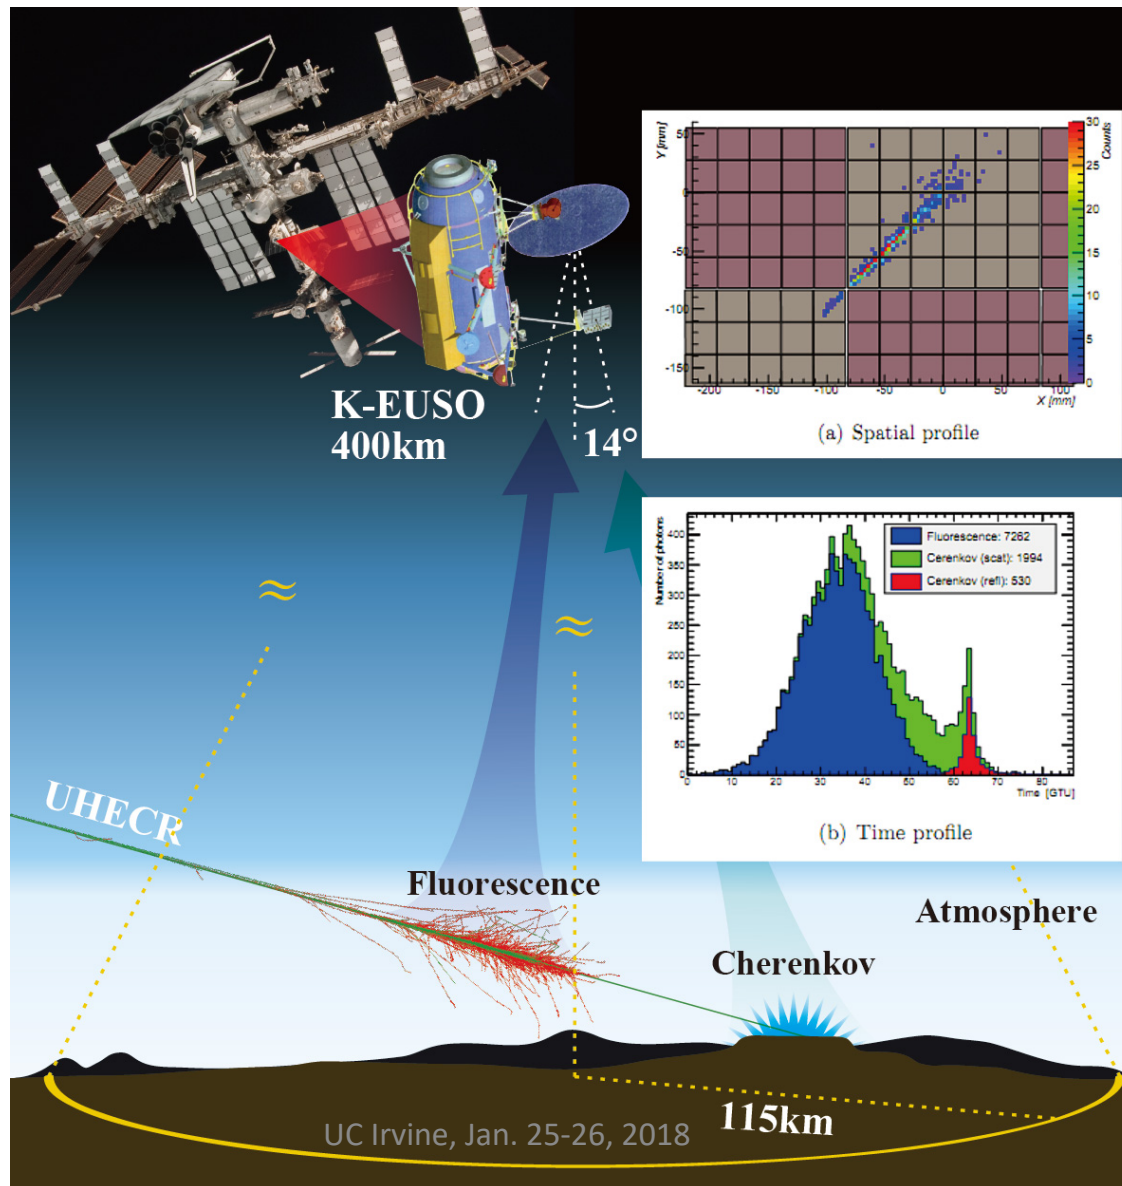 Y [mm]
50
0
-50
-100
-150
-200
-150
-100
-50
0
50
100
X [mm]
30
25
20
15
10
5
0
Counts
(a) Spatial profile
K-EUSO
400km
14°
Number of photons
400
350
300
250
200
150
100
50
0
0
10
20
30
40
50
60
70
80
Time [GTU]
Fluorescence: 7262
Cerenkov (scat): 1994
Cerenkov (refl): 530
(b) Time profile
≈
≈
UHECR
Fluorescence
Atmosphere
Cherenkov
115km
UC Irvine, Jan. 25-26, 2018